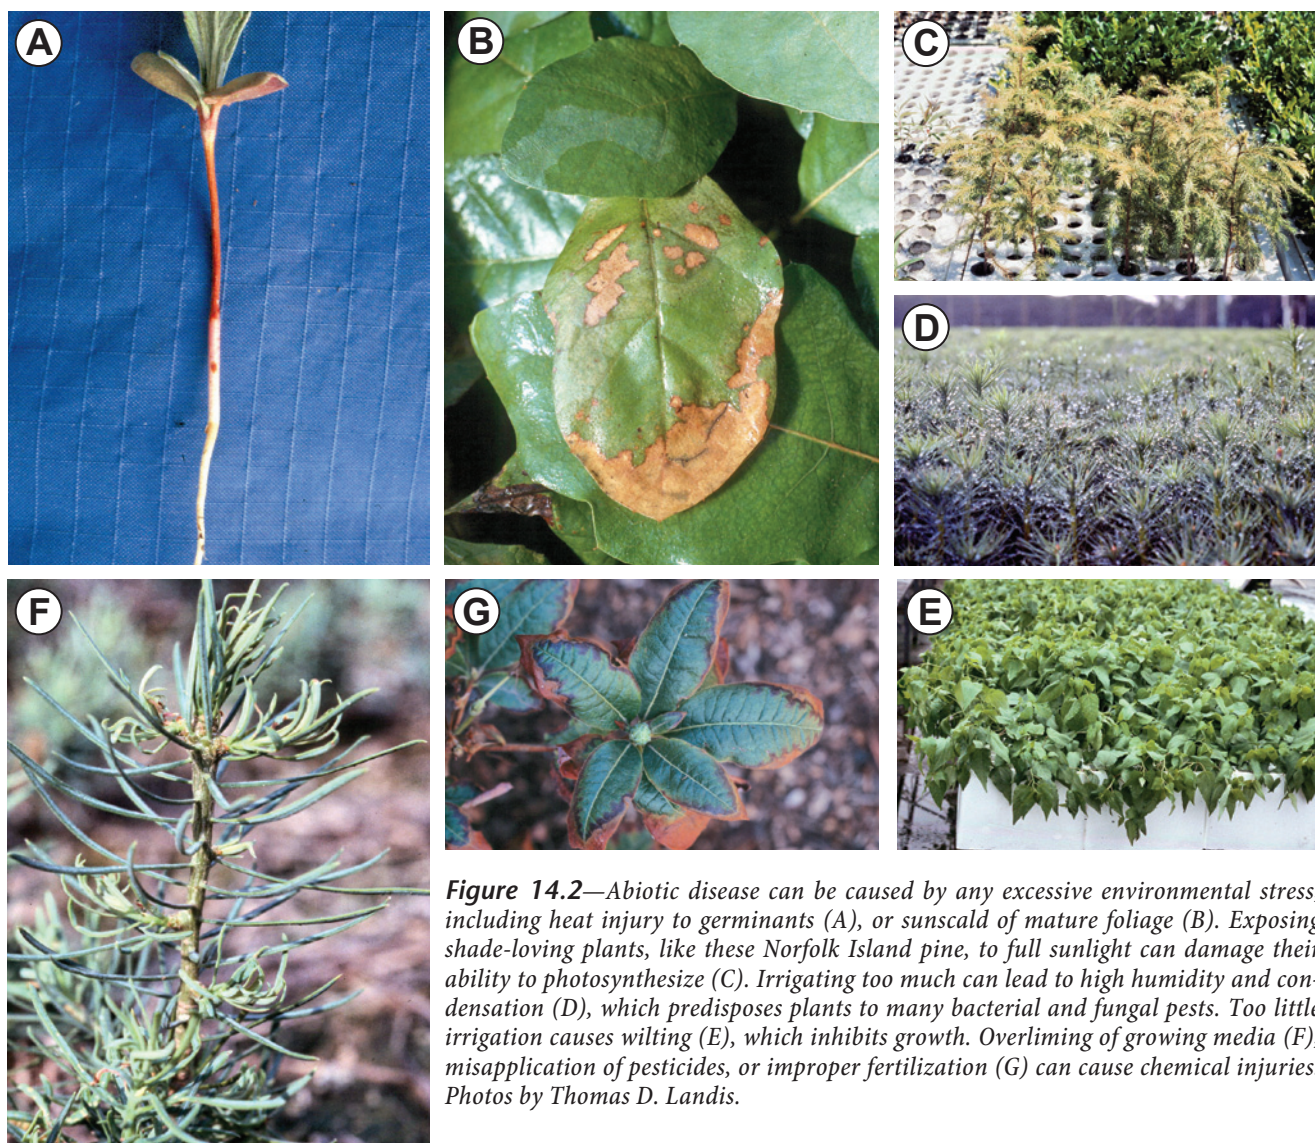 A
B
C
D
F
G
E
Figure 14.2—Abiotic disease can be caused by any excessive environmental stress
including heat injury to germinants (A), or sunscald of mature foliage (B). Exposing
shade-loving plants, like these Norfolk Island pine, to full sunlight can damage their
ability to photosynthesize (C). Irrigating too much can lead to high humidity and con-
densation (D), which predisposes plants to many bacterial and fungal pests. Too little
irrigation causes wilting (E), which inhibits growth. Overliming of growing media (F),
misapplication of pesticides, or improper fertilization (G) can cause chemical injuries.
Photos by Thomas D. Landis.